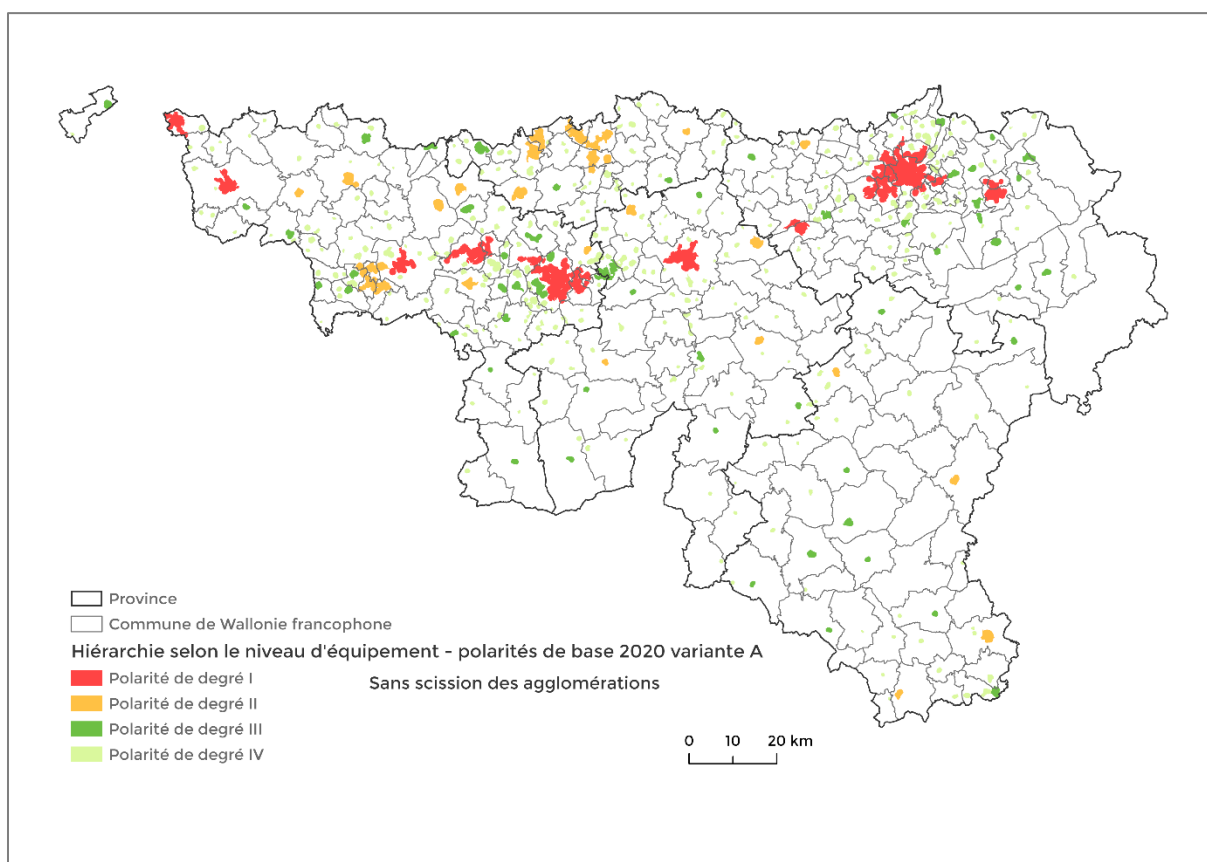 Province
Commune de Wallonie francophone
Hiérarchie selon le niveau d'équipement - polarités de base 2020 variante A
Polarité de degré I
Sans scission des agglomérations
Polarité de degré II
Polarité de degré III
Polarité de degré IV
0 10 20 km